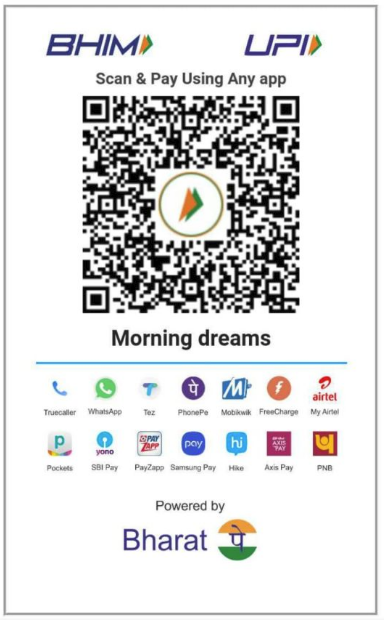 BHIM UPI
Scan & Pay Using Any app
Morning dreams
Truecaller WhatsApp Tez PhonePe Mobikwik FreeCharge My Airtel
airtel
Pockets SBI Pay PayZapp Samsung Pay Hike Axis Pay PNB
पे
M
f
P
yono
PAY ZAPP
pay
hi
AXIS PAY
Powered by
Bharat पे